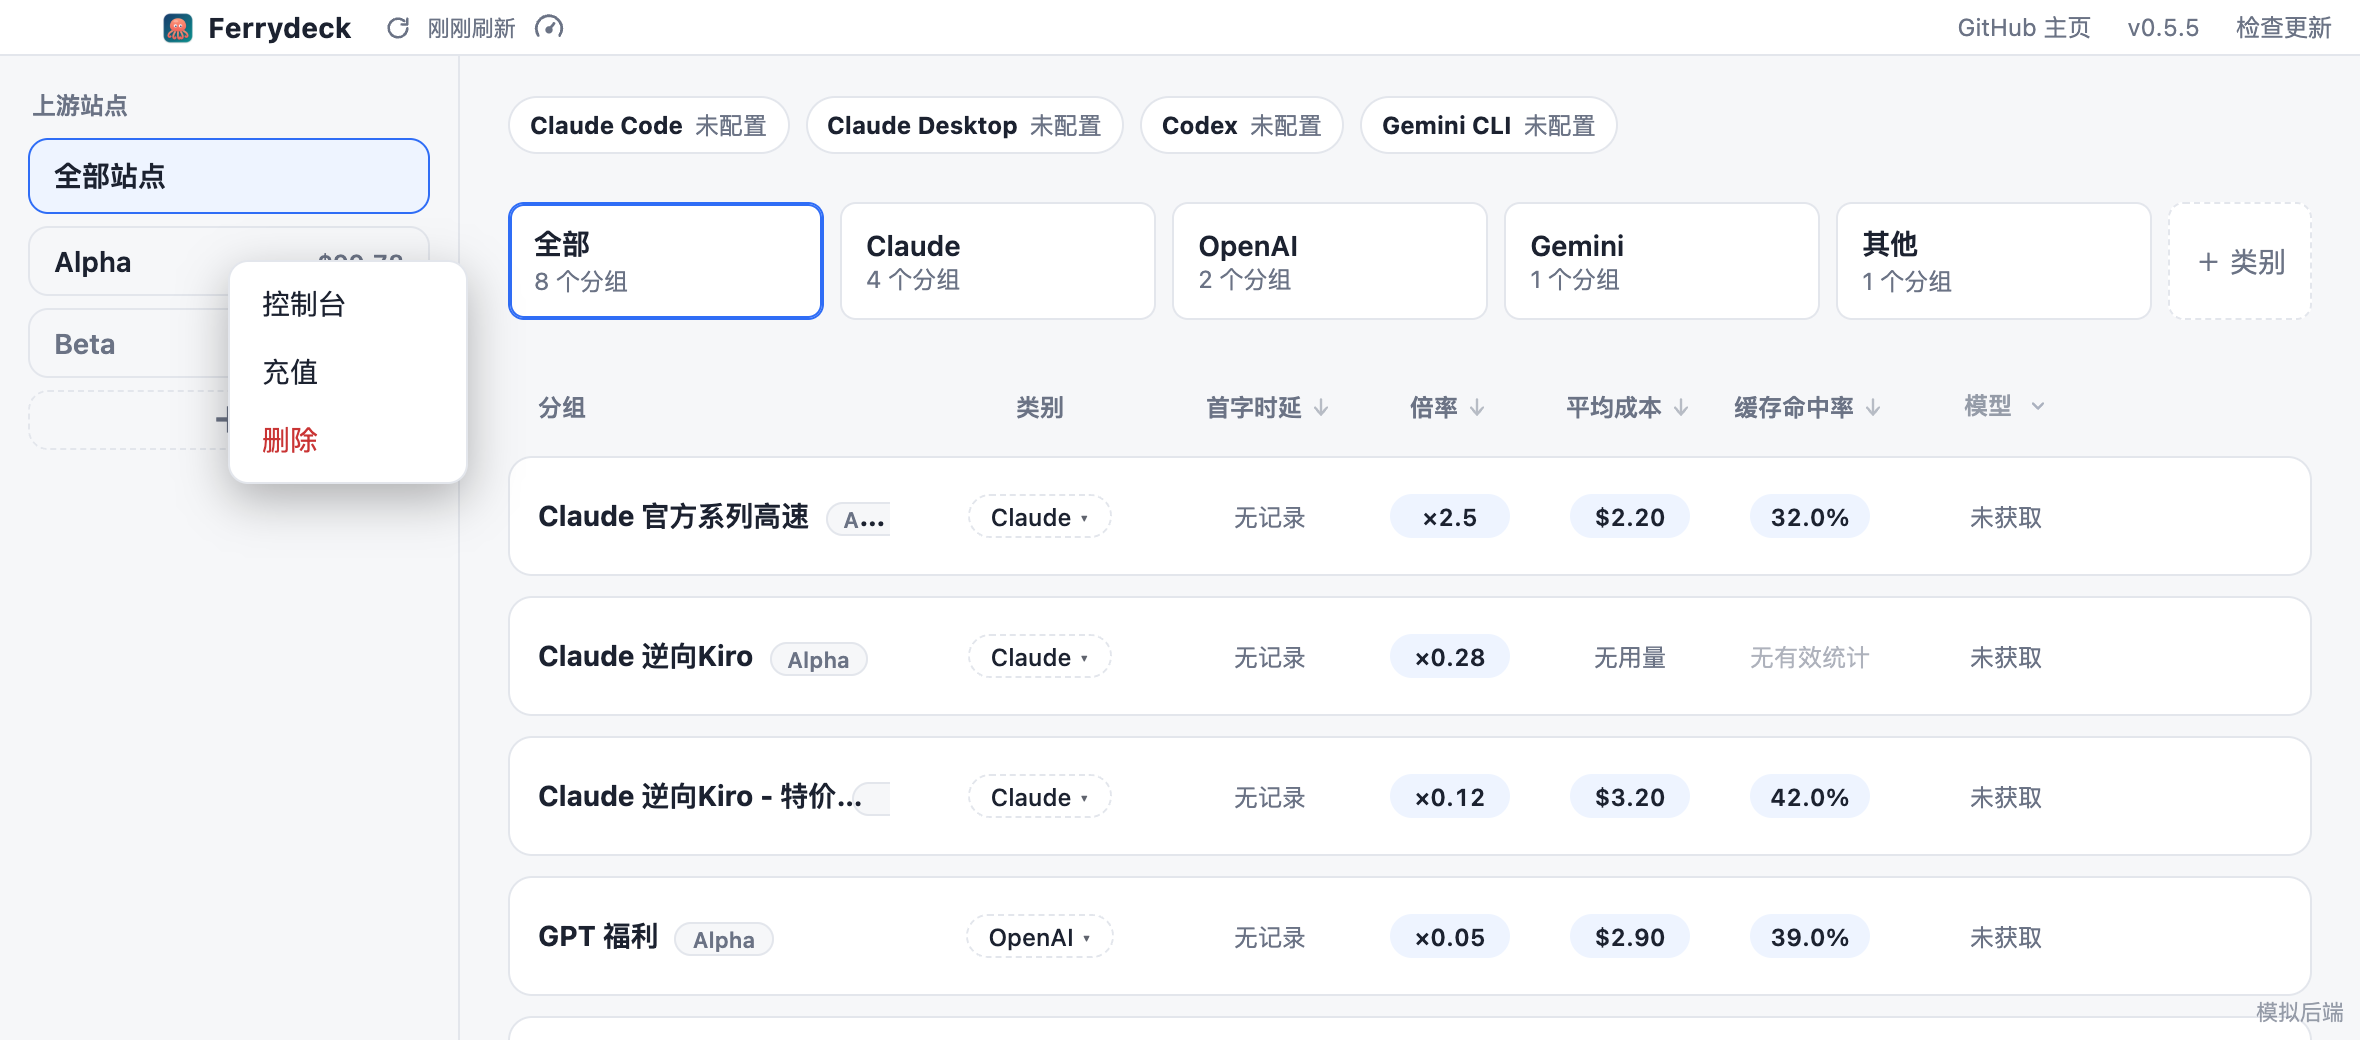 Ferrydeck 刚刚刷新 GitHub 主页 v0.5.5 检查更新
上游站点
全部站点
Alpha
Beta
控制台
充值
删除
Claude Code 未配置 Claude Desktop 未配置 Codex 未配置 Gemini CLI 未配置
全部
8 个分组
Claude
4 个分组
OpenAI
2 个分组
Gemini
1 个分组
其他
1 个分组
+ 类别
分组 类别 首字时延 ↓ 倍率 ↓ 平均成本 ↓ 缓存命中率 ↓ 模型
Claude 官方系列高速 A... Claude 无记录 ×2.5 $2.20 32.0% 未获取
Claude 逆向Kiro Alpha Claude 无记录 ×0.28 无用量 无有效统计 未获取
Claude 逆向Kiro - 特价... Claude 无记录 ×0.12 $3.20 42.0% 未获取
GPT 福利 Alpha OpenAI 无记录 ×0.05 $2.90 39.0% 未获取
模拟后端